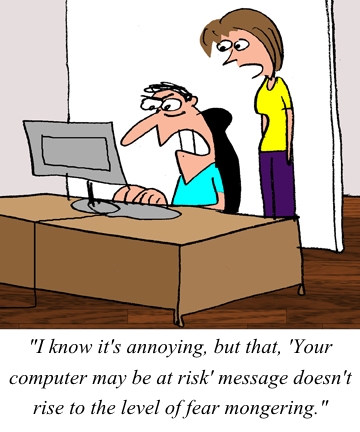 "I know it's annoying, but that, 'Your
computer may be at risk' message doesn't
rise to the level of fear mongering."